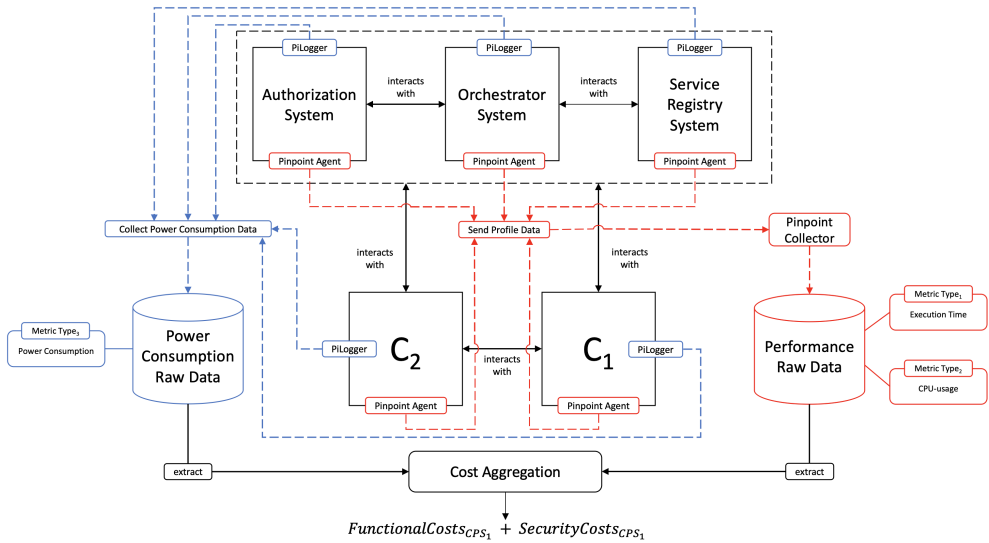 PiLogger
PiLogger
PiLogger
Authorization
System
interacts
with
Orchestrator
System
interacts
with
Service
Registry
System
Pinpoint Agent
Pinpoint Agent
Pinpoint Agent
Collect Power Consumption Data
Send Profile Data
Pinpoint
Collector
interacts
with
interacts
with
Metric Type₃
Power Consumption
Power
Consumption
Raw Data
PiLogger
C₂
interacts
with
C₁
PiLogger
Performance
Raw Data
Metric Type₁
Execution Time
Metric Type₂
CPU-usage
Pinpoint Agent
Pinpoint Agent
extract
Cost Aggregation
extract
FunctionalCosts_CPS₁ + SecurityCosts_CPS₁